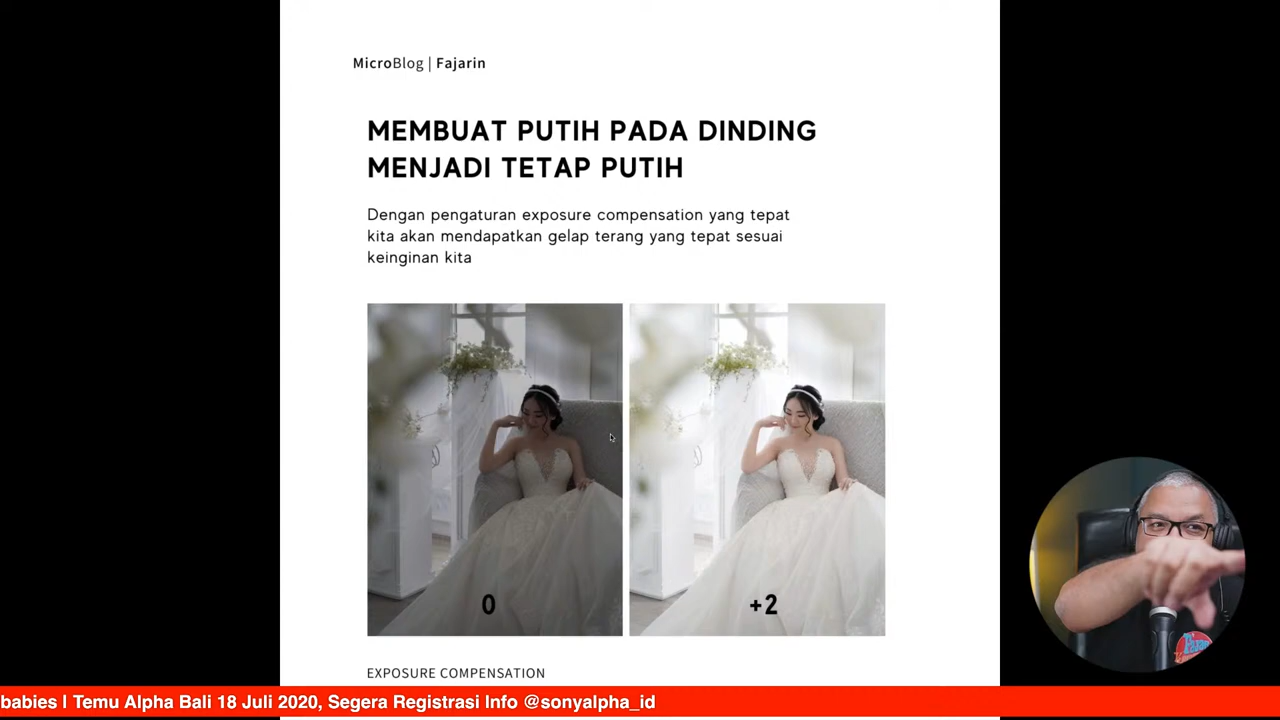 MicroBlog | Fajarin
MEMBUAT PUTIH PADA DINDING
MENJADI TETAP PUTIH
Dengan pengaturan exposure compensation yang tepat
kita akan mendapatkan gelap terang yang tepat sesuai
keinginan kita
0
+2
EXPOSURE COMPENSATION
babies | Temu Alpha Bali 18 Juli 2020, Segera Registrasi Info @sonyalpha_id